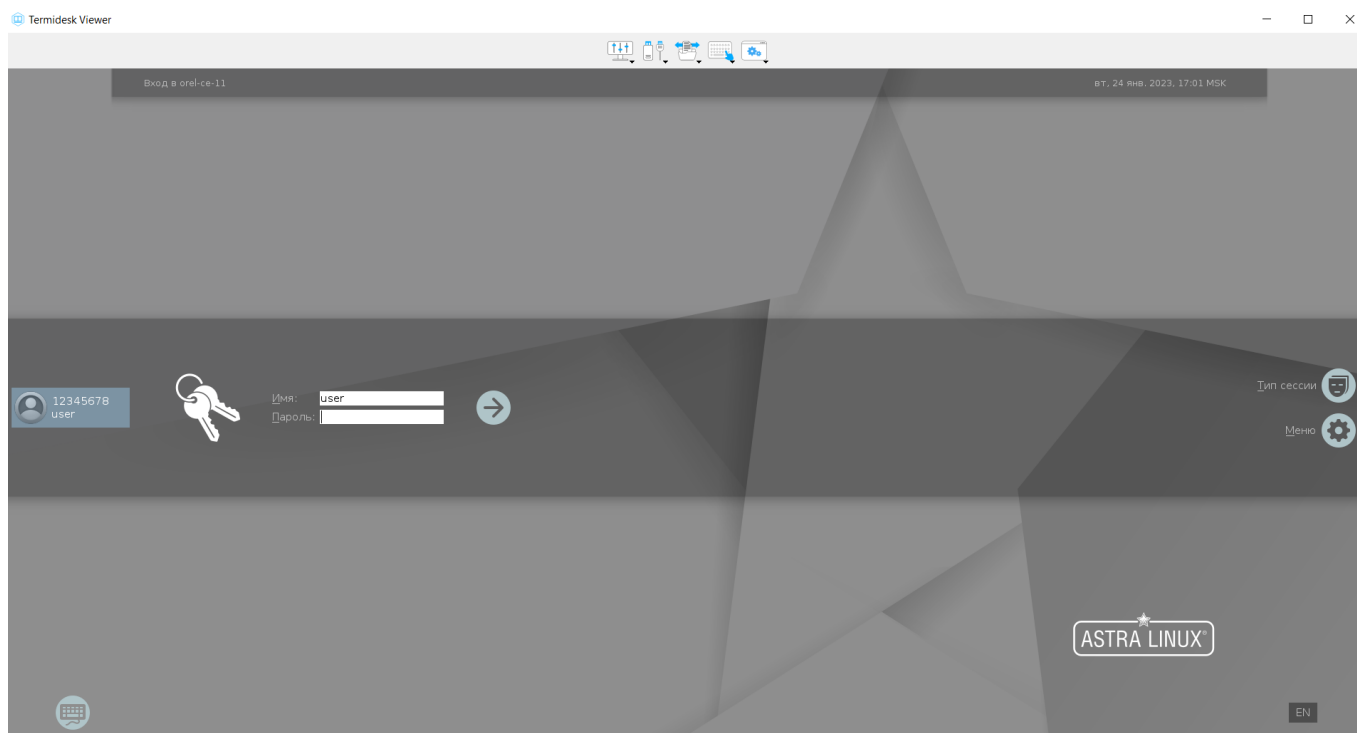 Termidesk Viewer
Вход в orel-ce-11
вт, 24 янв. 2023, 17:01 MSK
12345678
user
Имя: user
Пароль:
Тип сессии
Меню
ASTRA LINUX®
EN